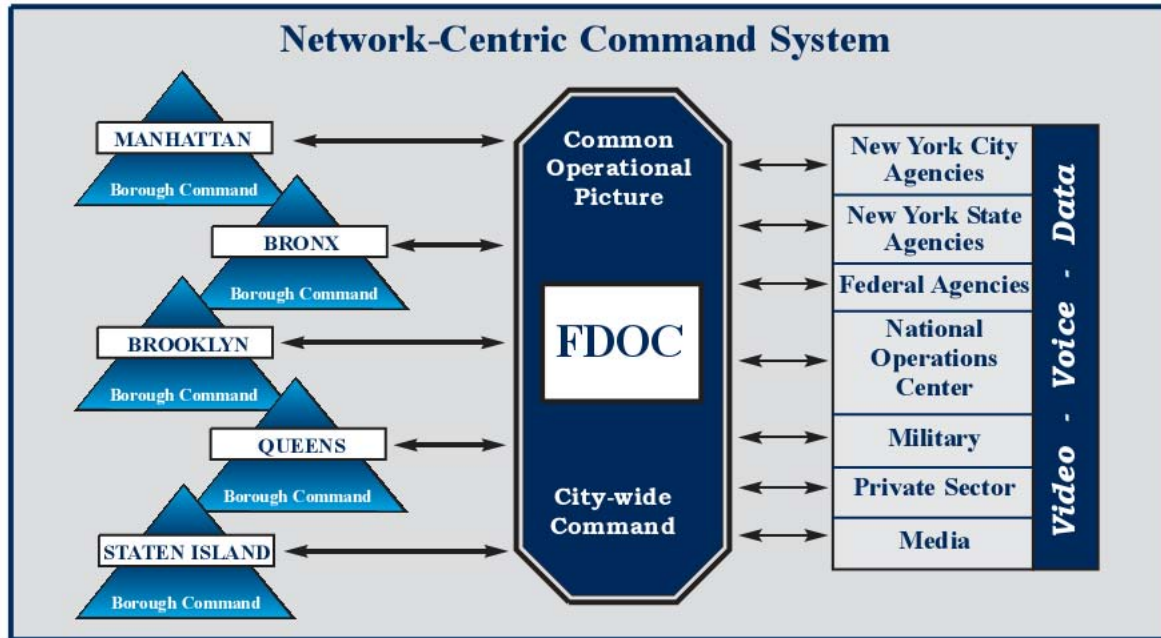 Network-Centric Command System
MANHATTAN
Borough Command
BRONX
Borough Command
BROOKLYN
Borough Command
QUEENS
Borough Command
STATEN ISLAND
Borough Command
Common
Operational
Picture
FDOC
City-wide
Command
New York City
Agencies
New York State
Agencies
Federal Agencies
National
Operations
Center
Military
Private Sector
Media
Video - Voice - Data